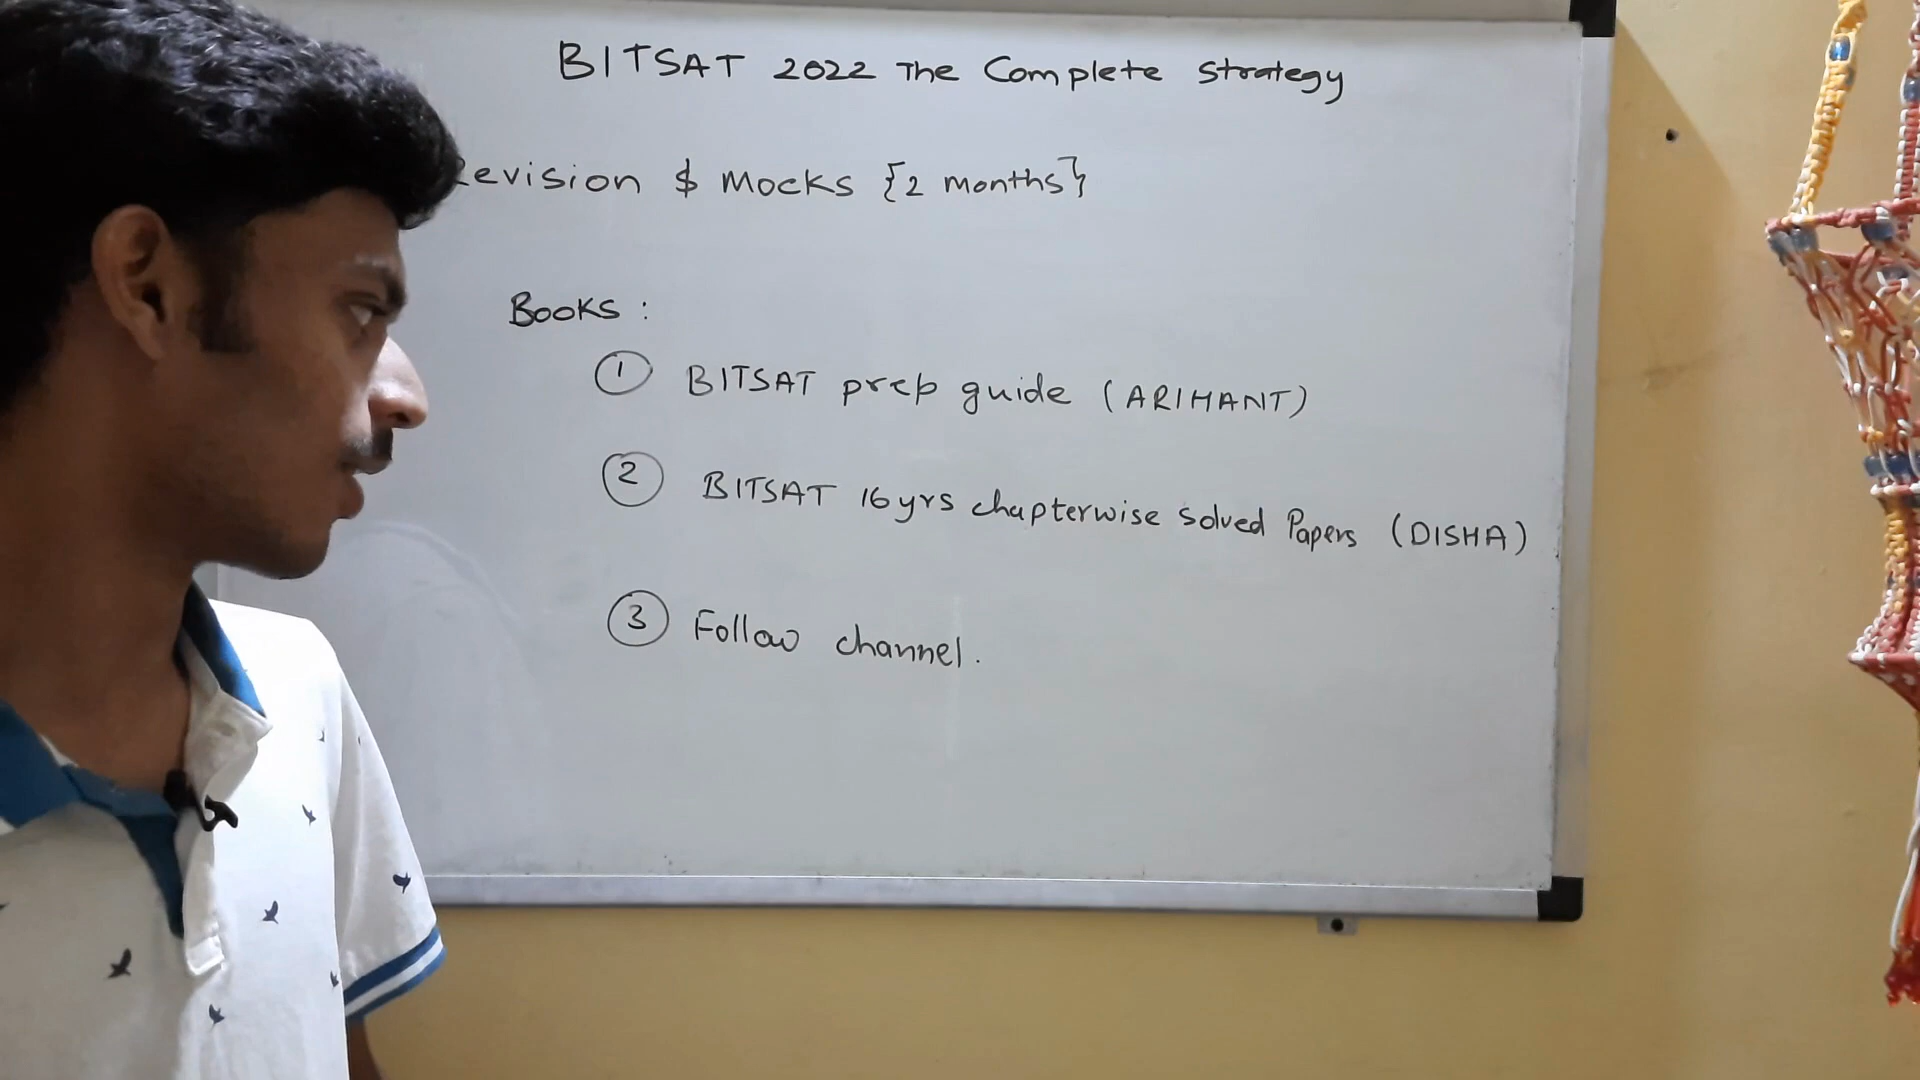 BITSAT 2022 The Complete Strategy
Revision & Mocks {2 months}
Books :
1 BITSAT prep guide (ARIHANT)
2 BITSAT 16yrs chapterwise solved Papers (DISHA)
3 Follow channel.